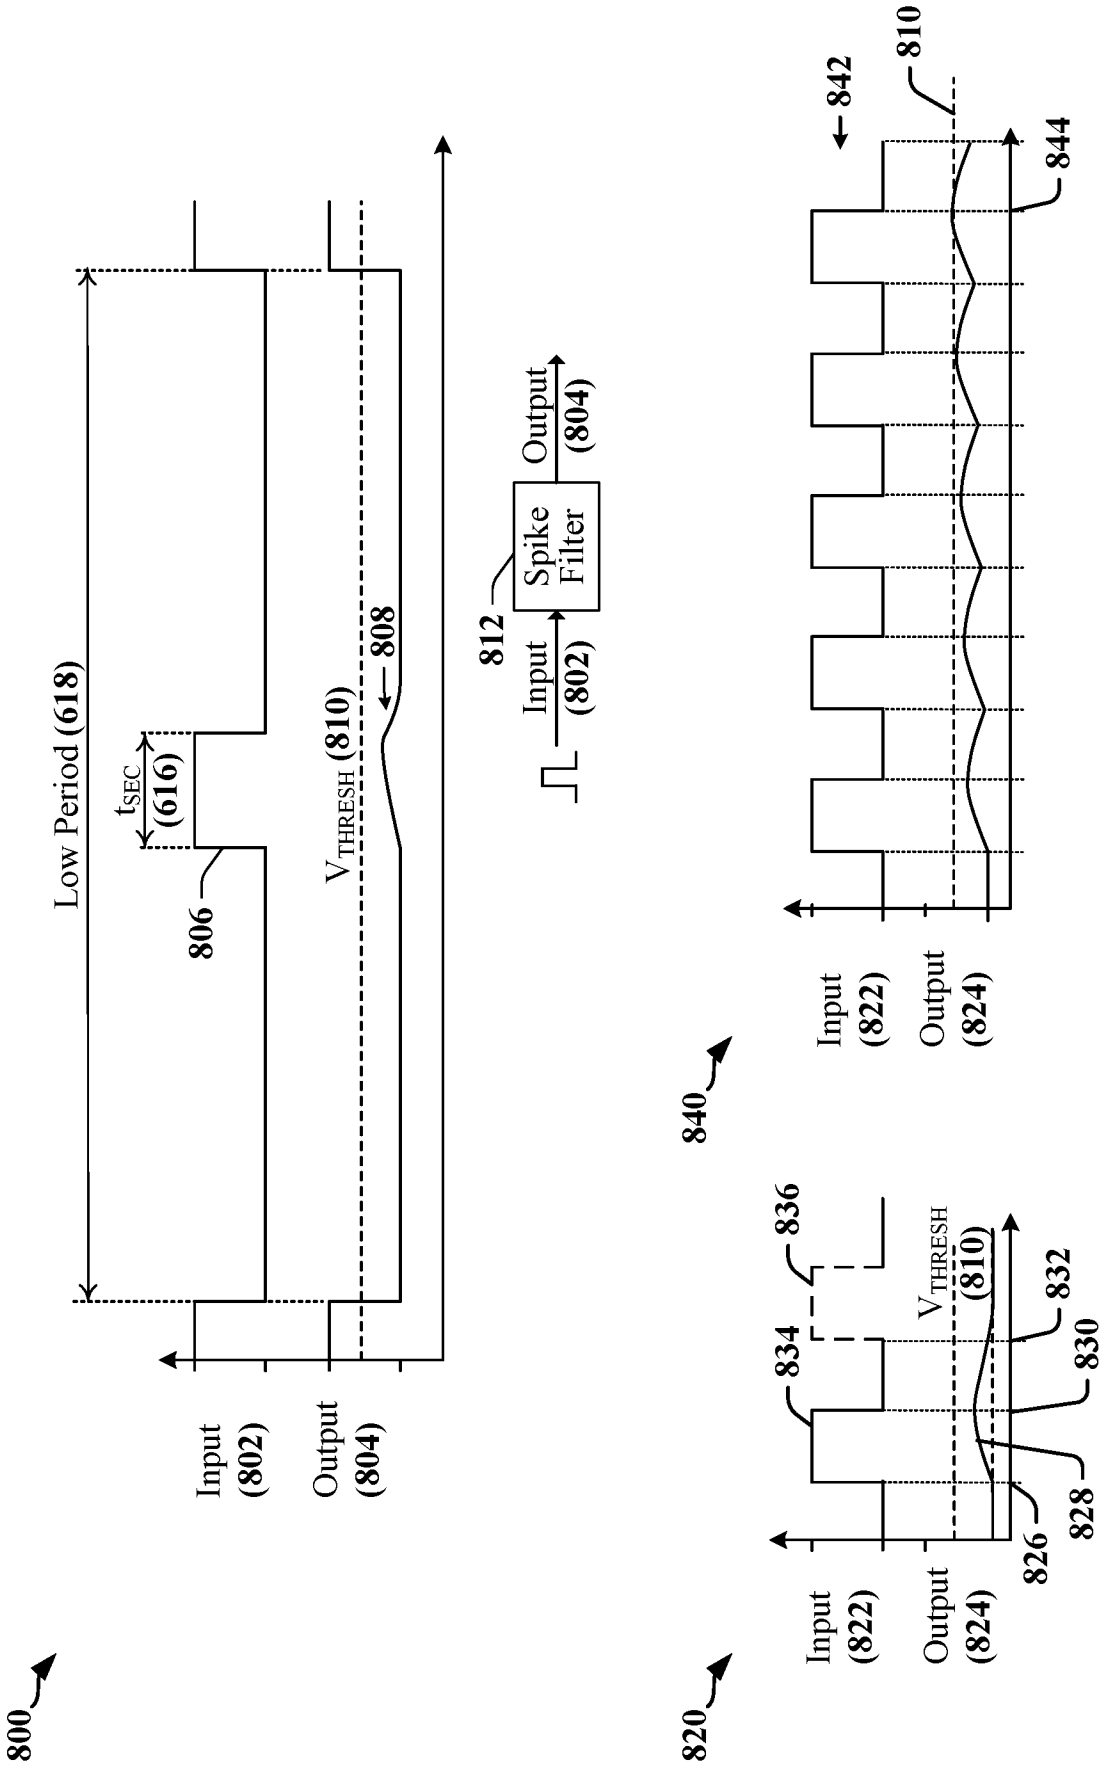 800
Low Period (618)
tSEC
(616)
806
Input
(802)
Output
(804)
VTHRESH (810)
808
812
Input
(802)
Spike
Filter
Output
(804)
820
Input
(822)
Output
(824)
834
836
VTHRESH
(810)
826
828
830
832
840
Input
(822)
Output
(824)
842
810
844